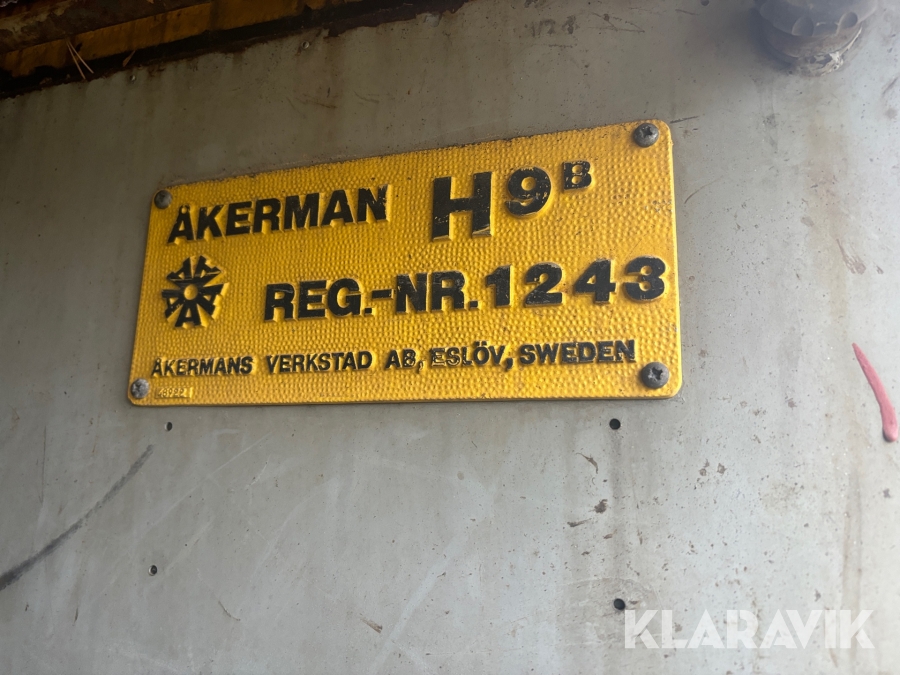 ÅKERMAN H9B
REG.-NR. 1243
ÅKERMANS VERKSTAD AB, ESLÖV, SWEDEN
KLARAVIK